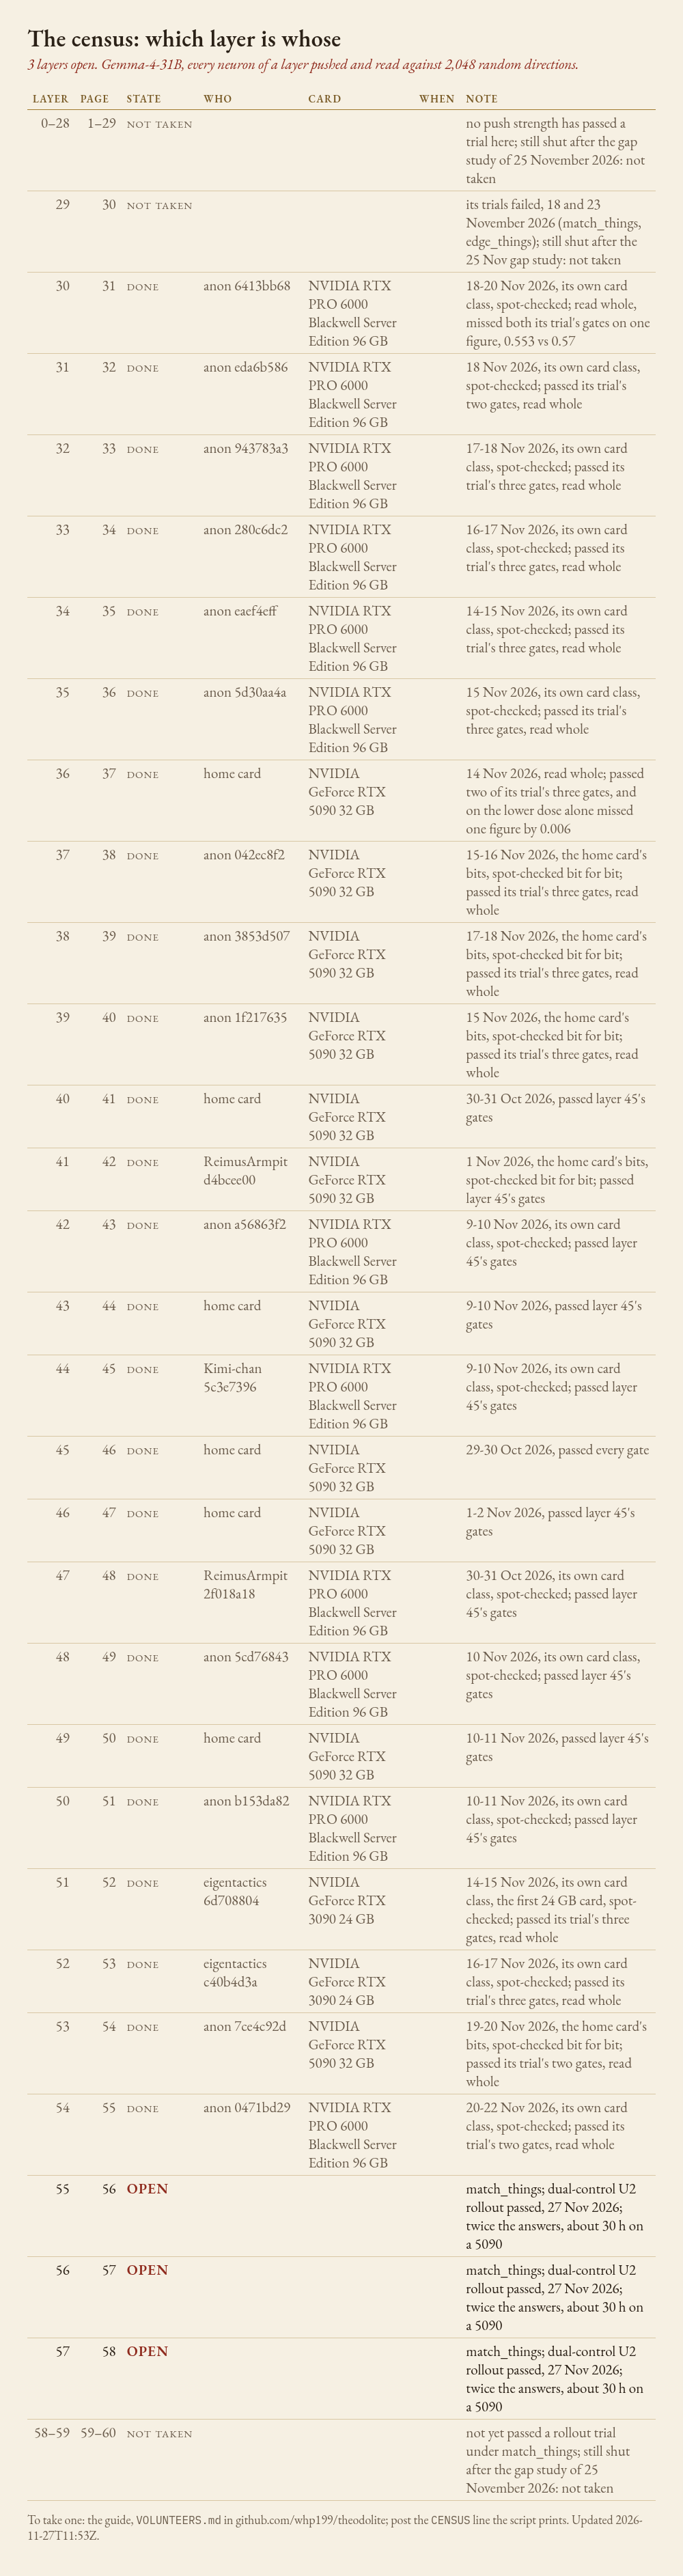 The census: which layer is whose
3 layers open. Gemma-4-31B, every neuron of a layer pushed and read against 2,048 random directions.
LAYER PAGE STATE WHO CARD WHEN NOTE
0–28 1–29 NOT TAKEN no push strength has passed a
trial here; still shut after the gap
study of 25 November 2026: not
taken
29 30 NOT TAKEN its trials failed, 18 and 23
November 2026 (match_things,
edge_things); still shut after the
25 Nov gap study: not taken
30 31 DONE anon 6413bb68 NVIDIA RTX 18-20 Nov 2026, its own card
PRO 6000 class, spot-checked; read whole,
Blackwell Server missed both its trial's gates on one
Edition 96 GB figure, 0.553 vs 0.57
31 32 DONE anon eda6b586 NVIDIA RTX 18 Nov 2026, its own card class,
PRO 6000 spot-checked; passed its trial's
Blackwell Server two gates, read whole
Edition 96 GB
32 33 DONE anon 943783a3 NVIDIA RTX 17-18 Nov 2026, its own card
PRO 6000 class, spot-checked; passed its
Blackwell Server trial's three gates, read whole
Edition 96 GB
33 34 DONE anon 280c6dc2 NVIDIA RTX 16-17 Nov 2026, its own card
PRO 6000 class, spot-checked; passed its
Blackwell Server trial's three gates, read whole
Edition 96 GB
34 35 DONE anon eaef4eff NVIDIA RTX 14-15 Nov 2026, its own card
PRO 6000 class, spot-checked; passed its
Blackwell Server trial's three gates, read whole
Edition 96 GB
35 36 DONE anon 5d30aa4a NVIDIA RTX 15 Nov 2026, its own card class,
PRO 6000 spot-checked; passed its trial's
Blackwell Server three gates, read whole
Edition 96 GB
36 37 DONE home card NVIDIA 14 Nov 2026, read whole; passed
GeForce RTX two of its trial's three gates, and
5090 32 GB on the lower dose alone missed
one figure by 0.006
37 38 DONE anon 042ec8f2 NVIDIA 15-16 Nov 2026, the home card's
GeForce RTX bits, spot-checked bit for bit;
5090 32 GB passed its trial's three gates, read
whole
38 39 DONE anon 3853d507 NVIDIA 17-18 Nov 2026, the home card's
GeForce RTX bits, spot-checked bit for bit;
5090 32 GB passed its trial's three gates, read
whole
39 40 DONE anon 1f217635 NVIDIA 15 Nov 2026, the home card's
GeForce RTX bits, spot-checked bit for bit;
5090 32 GB passed its trial's three gates, read
whole
40 41 DONE home card NVIDIA 30-31 Oct 2026, passed layer 45's
GeForce RTX gates
5090 32 GB
41 42 DONE ReimusArmpit NVIDIA 1 Nov 2026, the home card's bits,
d4bcee00 GeForce RTX spot-checked bit for bit; passed
5090 32 GB layer 45's gates
42 43 DONE anon a56863f2 NVIDIA RTX 9-10 Nov 2026, its own card
PRO 6000 class, spot-checked; passed layer
Blackwell Server 45's gates
Edition 96 GB
43 44 DONE home card NVIDIA 9-10 Nov 2026, passed layer 45's
GeForce RTX gates
5090 32 GB
44 45 DONE Kimi-chan NVIDIA RTX 9-10 Nov 2026, its own card
5c3e7396 PRO 6000 class, spot-checked; passed layer
Blackwell Server 45's gates
Edition 96 GB
45 46 DONE home card NVIDIA 29-30 Oct 2026, passed every gate
GeForce RTX
5090 32 GB
46 47 DONE home card NVIDIA 1-2 Nov 2026, passed layer 45's
GeForce RTX gates
5090 32 GB
47 48 DONE ReimusArmpit NVIDIA RTX 30-31 Oct 2026, its own card
2f018a18 PRO 6000 class, spot-checked; passed layer
Blackwell Server 45's gates
Edition 96 GB
48 49 DONE anon 5cd76843 NVIDIA RTX 10 Nov 2026, its own card class,
PRO 6000 spot-checked; passed layer 45's
Blackwell Server gates
Edition 96 GB
49 50 DONE home card NVIDIA 10-11 Nov 2026, passed layer 45's
GeForce RTX gates
5090 32 GB
50 51 DONE anon b153da82 NVIDIA RTX 10-11 Nov 2026, its own card
PRO 6000 class, spot-checked; passed layer
Blackwell Server 45's gates
Edition 96 GB
51 52 DONE eigentactics NVIDIA 14-15 Nov 2026, its own card
6d708804 GeForce RTX class, the first 24 GB card, spot-
3090 24 GB checked; passed its trial's three
gates, read whole
52 53 DONE eigentactics NVIDIA 16-17 Nov 2026, its own card
c40b4d3a GeForce RTX class, spot-checked; passed its
3090 24 GB trial's three gates, read whole
53 54 DONE anon 7ce4c92d NVIDIA 19-20 Nov 2026, the home card's
GeForce RTX bits, spot-checked bit for bit;
5090 32 GB passed its trial's two gates, read
whole
54 55 DONE anon 0471bd29 NVIDIA RTX 20-22 Nov 2026, its own card
PRO 6000 class, spot-checked; passed its
Blackwell Server trial's two gates, read whole
Edition 96 GB
55 56 OPEN match_things; dual-control U2
rollout passed, 27 Nov 2026;
twice the answers, about 30 h on
a 5090
56 57 OPEN match_things; dual-control U2
rollout passed, 27 Nov 2026;
twice the answers, about 30 h on
a 5090
57 58 OPEN match_things; dual-control U2
rollout passed, 27 Nov 2026;
twice the answers, about 30 h on
a 5090
58–59 59–60 NOT TAKEN not yet passed a rollout trial
under match_things; still shut
after the gap study of 25
November 2026: not taken
To take one: the guide, VOLUNTEERS.md in github.com/whp199/theodolite; post the CENSUS line the script prints. Updated 2026-
11-27T11:53Z.